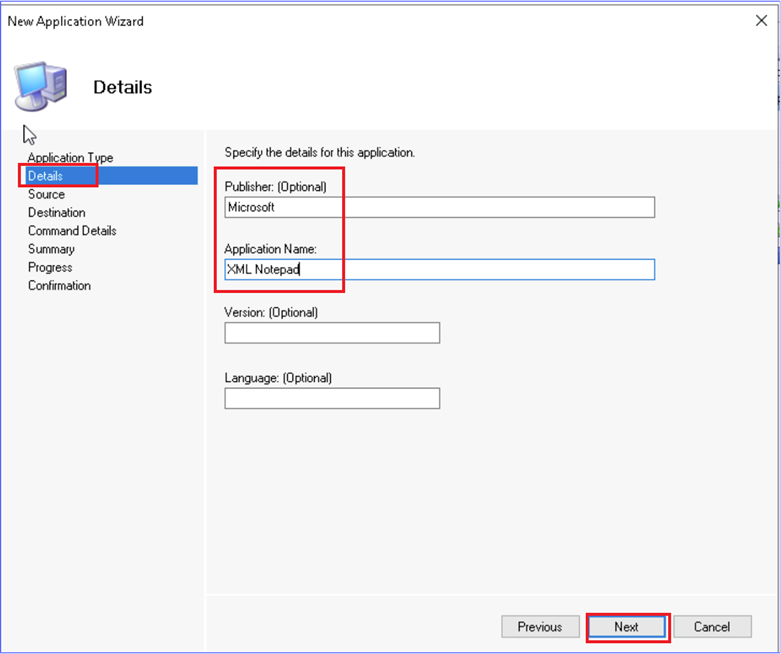 New Application Wizard
Details
Application Type
Details
Source
Destination
Command Details
Summary
Progress
Confirmation
Specify the details for this application.
Publisher: (Optional)
Microsoft
Application Name:
XML Notepad
Version: (Optional)
Language: (Optional)
Previous
Next
Cancel